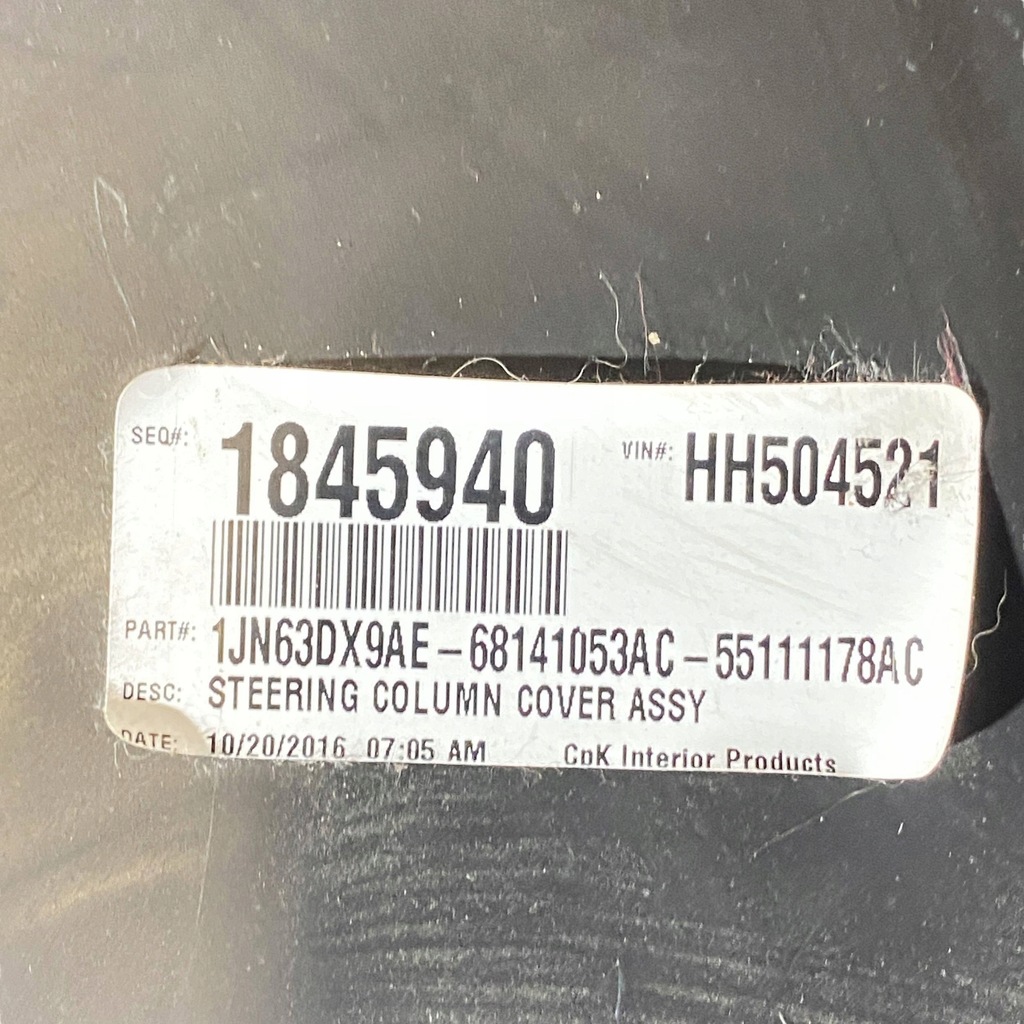 SEQ#: 1845940 VIN#: HH504521
PART#: 1JN63DX9AE-68141053AC-55111178AC
DESC: STEERING COLUMN COVER ASSY
DATE: 10/20/2016 07:05 AM CpK Interior Products